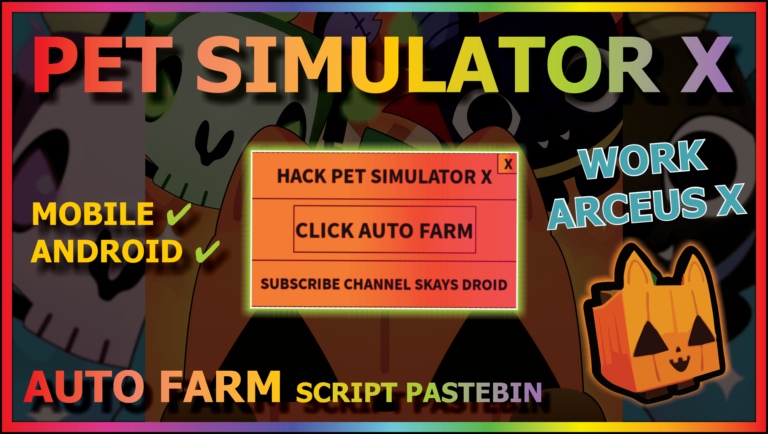 PET SIMULATOR X
HACK PET SIMULATOR X
X
CLICK AUTO FARM
SUBSCRIBE CHANNEL SKAYS DROID
MOBILE ✓
ANDROID ✓
WORK
ARCEUS X
AUTO FARM SCRIPT PASTEBIN